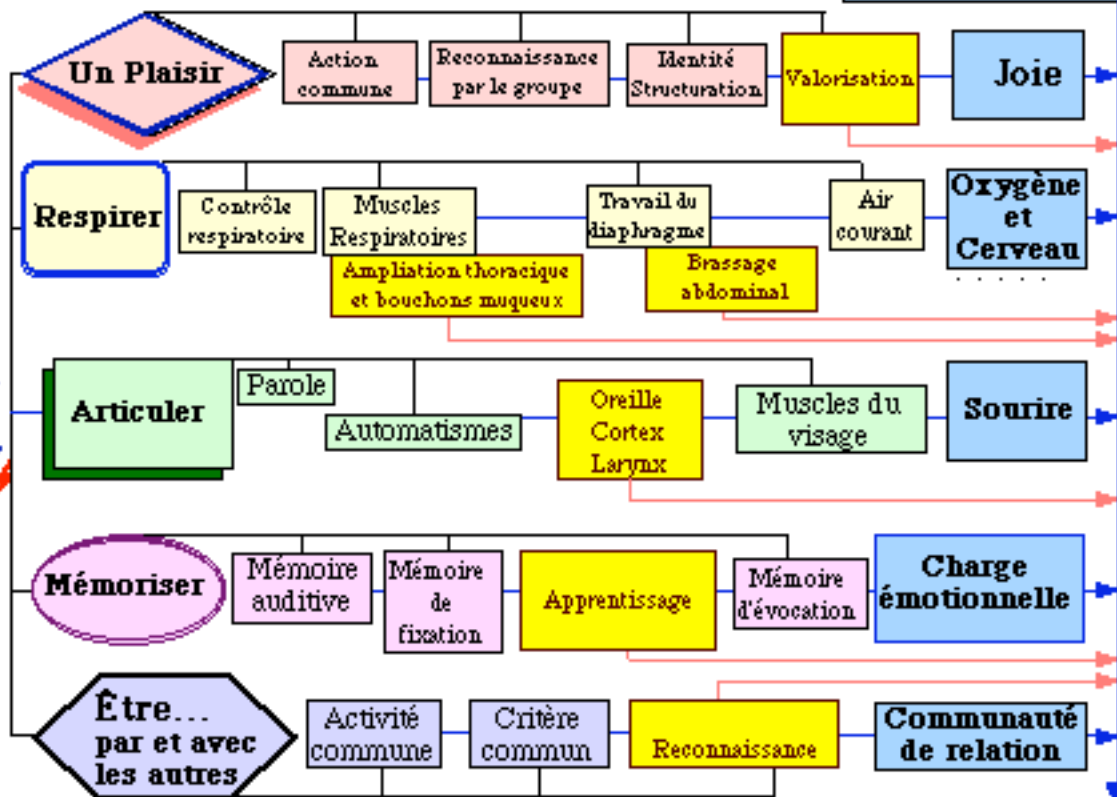 Un Plaisir
Action
commune
Reconnaissance
par le groupe
Identité
Structuration
Valorisation
Joie
Respirer
Contrôle
respiratoire
Muscles
Respiratoires
Travail du
diaphragme
Air
courant
Oxygène
et
Cerveau
.....
Ampliation thoracique
et bouchons muqueux
Brassage
abdominal
Articuler
Parole
Automatismes
Oreille
Cortex
Larynx
Muscles du
visage
Sourire
Mémoriser
Mémoire
auditive
Mémoire
de
fixation
Apprentissage
Mémoire
d'évocation
Charge
émotionnelle
Être...
par et avec
les autres
Activité
commune
Critère
commun
Reconnaissance
Communauté
de relation